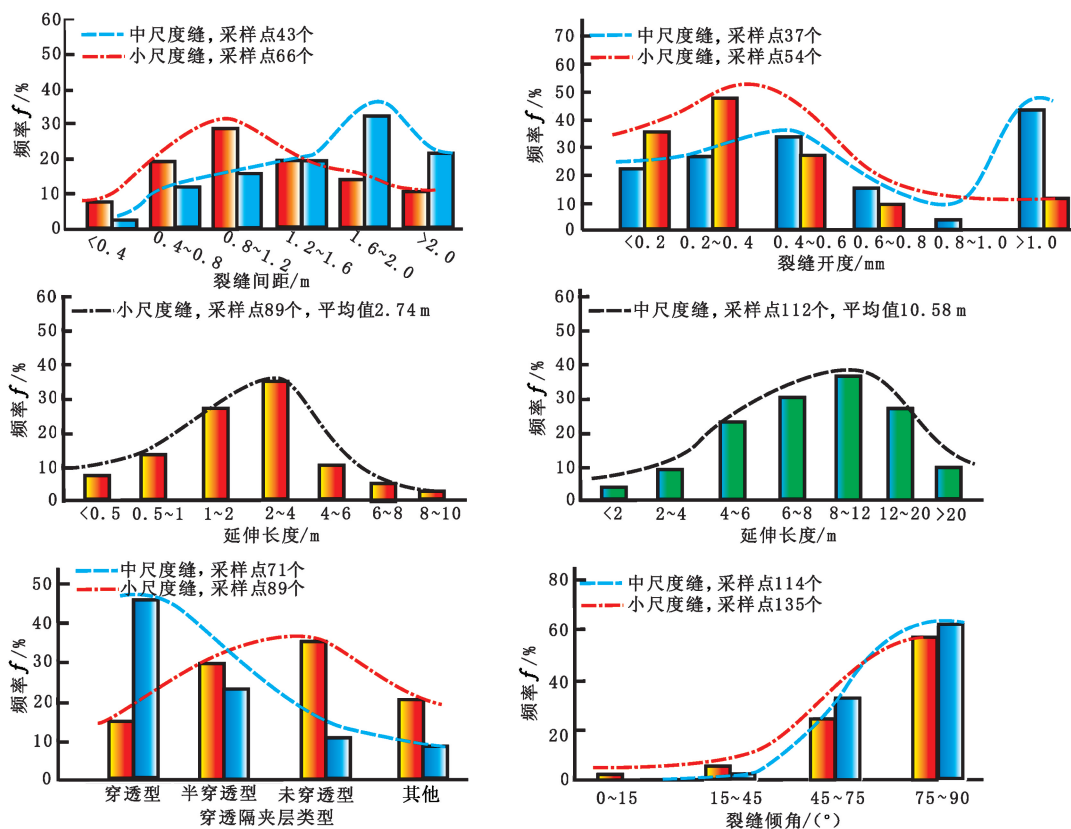 60
50
40
30
20
10
0
频率f/%
中尺度缝,采样点43个
小尺度缝,采样点66个
<0.4
0.4~0.8
0.8~1.2
1.2~1.6
1.6~2.0
>2.0
裂缝间距/m
70
60
50
40
30
20
10
0
频率f/%
中尺度缝,采样点37个
小尺度缝,采样点54个
<0.2 0.2~0.4 0.4~0.6 0.6~0.8 0.8~1.0 >1.0
裂缝开度/mm
60
50
40
30
20
10
0
频率f/%
小尺度缝,采样点89个,平均值2.74m
<0.5 0.5~1 1~2 2~4 4~6 6~8 8~10
延伸长度/m
60
50
40
30
20
10
0
频率f/%
中尺度缝,采样点112个,平均值10.58m
<2 2~4 4~6 6~8 8~12 12~20 >20
延伸长度/m
50
40
30
20
10
0
频率f/%
中尺度缝,采样点71个
小尺度缝,采样点89个
穿透型 半穿透型 未穿透型 其他
穿透隔夹层类型
80
60
40
20
0
频率f/%
中尺度缝,采样点114个
小尺度缝,采样点135个
0~15 15~45 45~75 75~90
裂缝倾角/(°)